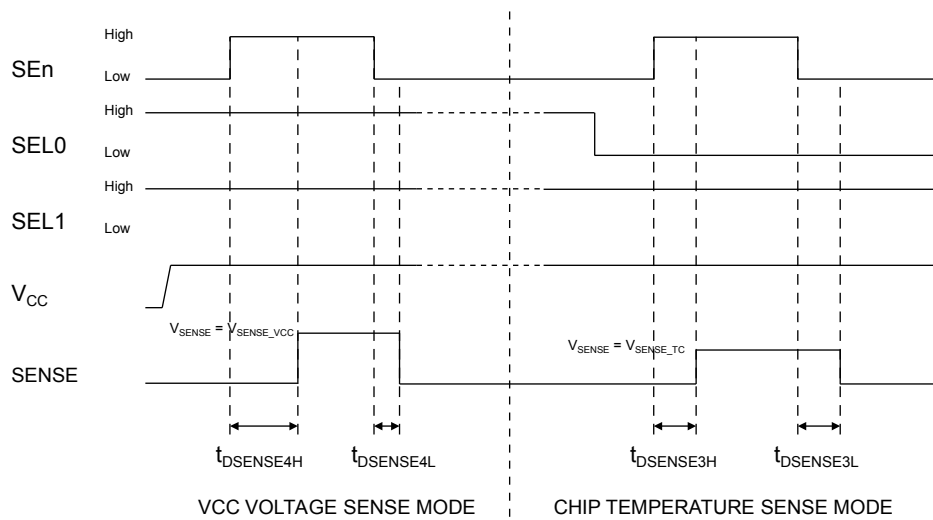 High
SEn
Low
High
SEL0
Low
High
SEL1
Low
VCC
VSENSE = VSENSE_VCC
VSENSE = VSENSE_TC
SENSE
tDSENSE4H tDSENSE4L tDSENSE3H tDSENSE3L
VCC VOLTAGE SENSE MODE CHIP TEMPERATURE SENSE MODE